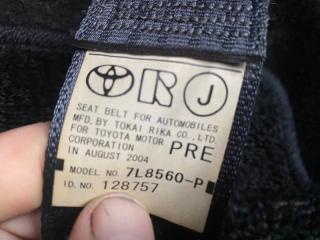 J
SEAT BELT FOR AUTOMOBILES
MFD. BY TOKAI RIKA CO., LTD.
FOR TOYOTA MOTOR PRE
CORPORATION
IN AUGUST 2004
MODEL NO. 7L8560-P
ID. NO. 128757